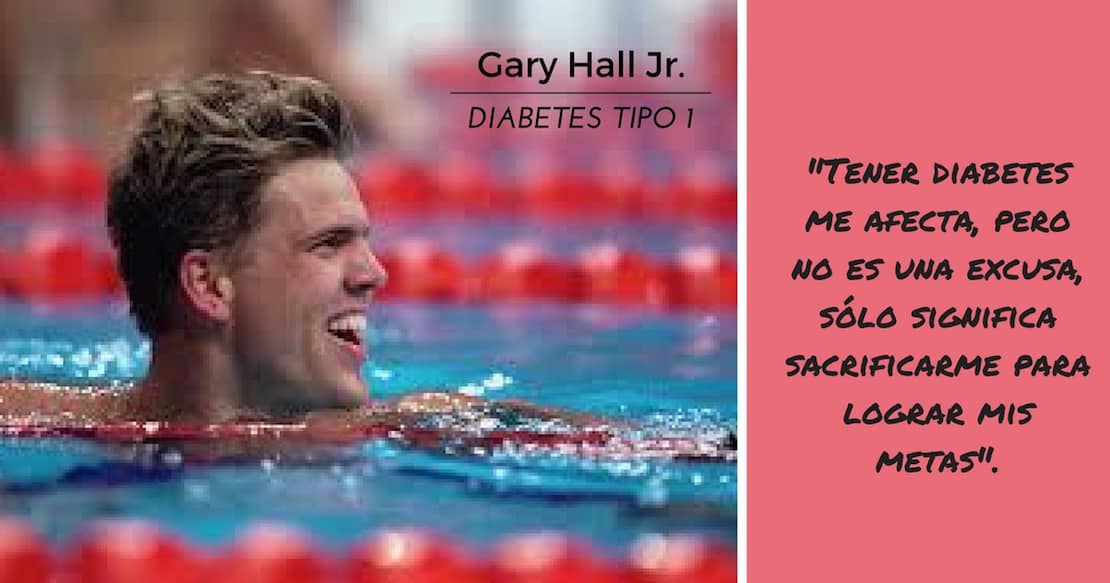 Gary Hall Jr.
DIABETES TIPO 1
"TENER DIABETES
ME AFECTA, PERO
NO ES UNA EXCUSA,
SÓLO SIGNIFICA
SACRIFICARME PARA
LOGRAR MIS
METAS".